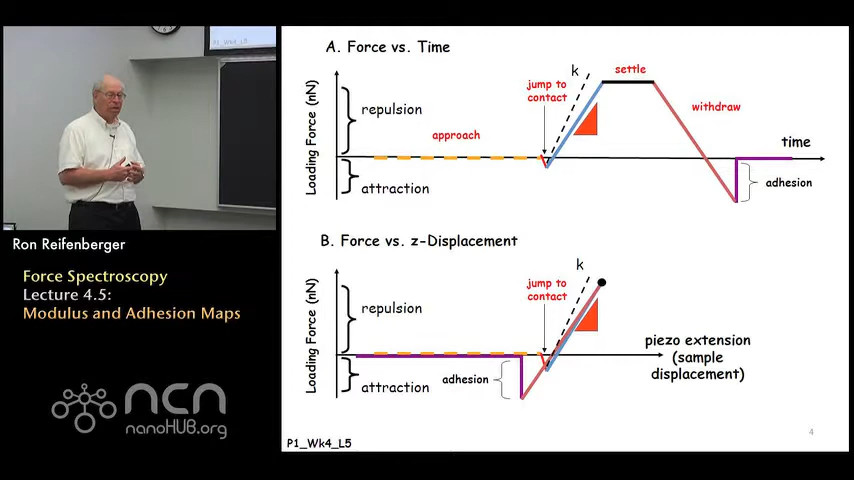 A. Force vs. Time
Loading Force (nN)
repulsion
attraction
approach
jump to
contact
k
settle
withdraw
time
adhesion
Ron Reifenberger
Force Spectroscopy
Lecture 4.5:
Modulus and Adhesion Maps
ncn
nanoHUB.org
B. Force vs. z-Displacement
Loading Force (nN)
repulsion
attraction
adhesion
jump to
contact
k
piezo extension
(sample
displacement)
4
P1_Wk4_L5